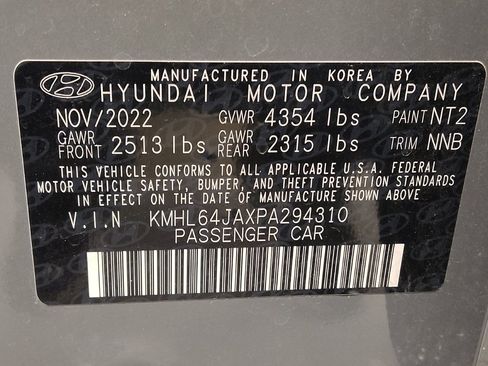 MANUFACTURED IN KOREA BY
HYUNDAI MOTOR COMPANY
NOV/2022 GVWR 4354 lbs PAINT NT2
GAWR FRONT 2513 lbs GAWR REAR 2315 lbs TRIM NNB
THIS VEHICLE CONFORMS TO ALL APPLICABLE U.S.A. FEDERAL
MOTOR VEHICLE SAFETY, BUMPER, AND THEFT PREVENTION STANDARDS
IN EFFECT ON THE DATE OF MANUFACTURE SHOWN ABOVE
V.I.N KMHL64JAXPA294310
PASSENGER CAR